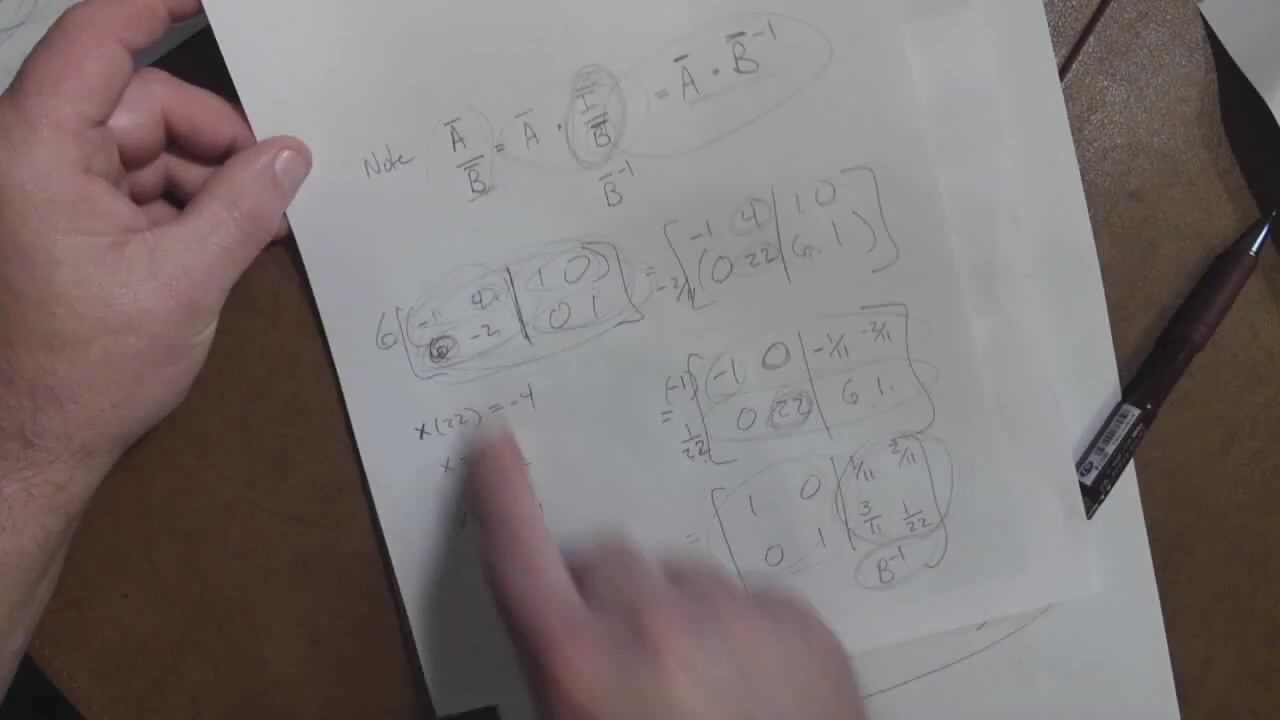 Note Ā/B̄ = Ā · Ī/B̄ = Ā · B̄⁻¹
B̄⁻¹
6 [ -1 4 | 1 0 ] = [ -1 4 | 1 0 ]
[ 6 -2 | 0 1 ] -2/11 [ 0 22 | 6 1 ]
x(22) = -4
(-1) [ -1 0 | -1/11 -2/11 ]
= 1/22 [ 0 22 | 6 1 ]
= [ 1 0 | 1/11 2/11 ]
[ 0 1 | 3/11 1/22 ]
B⁻¹